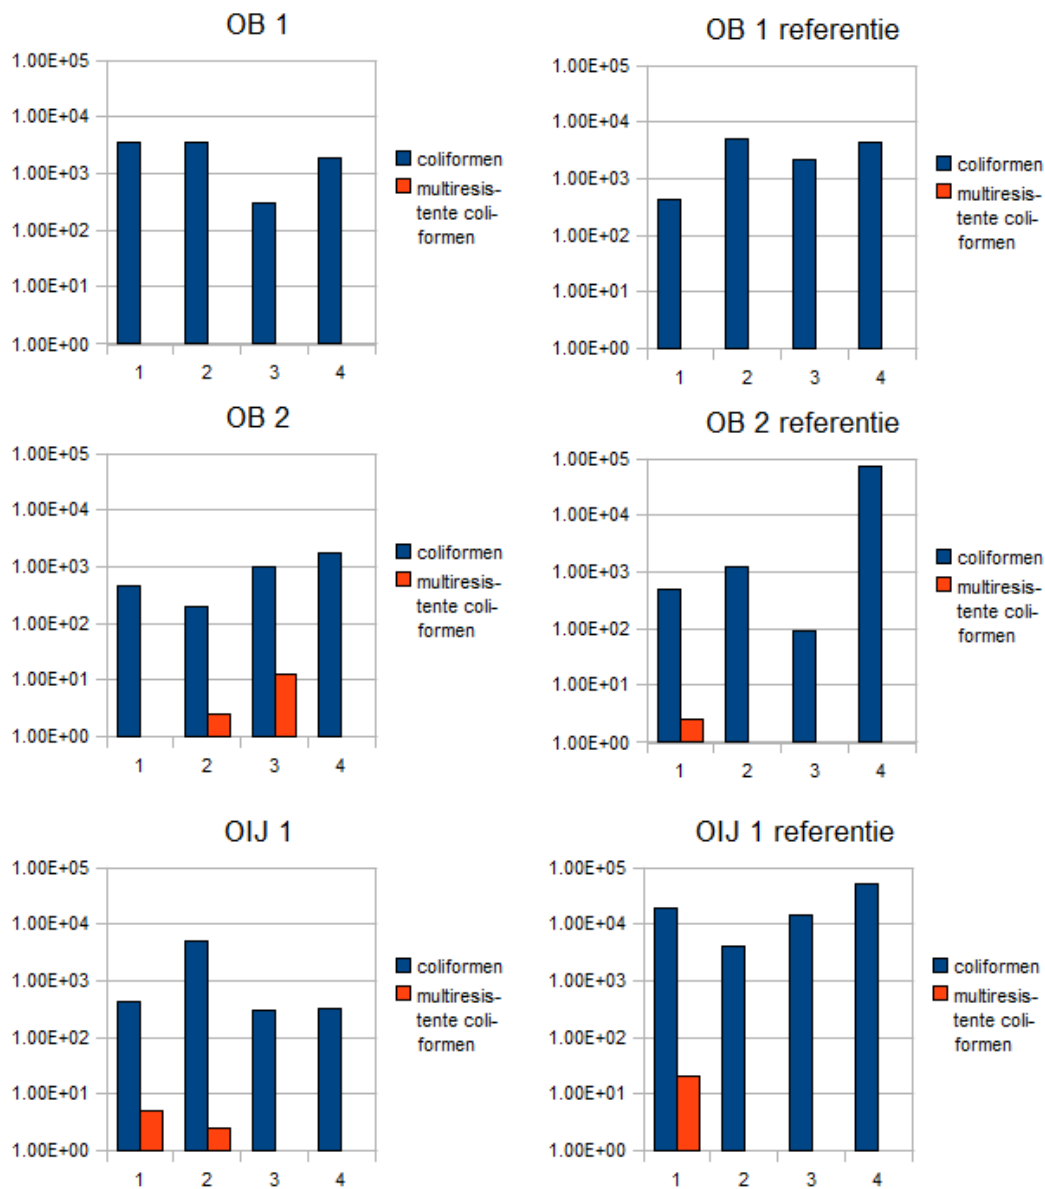 OB 1
1.00E+05
1.00E+04
1.00E+03
1.00E+02
1.00E+01
1.00E+00
1 2 3 4
coliformen
multiresis-
tente coli-
formen
OB 1 referentie
1.00E+05
1.00E+04
1.00E+03
1.00E+02
1.00E+01
1.00E+00
1 2 3 4
coliformen
multiresis-
tente coli-
formen
OB 2
1.00E+05
1.00E+04
1.00E+03
1.00E+02
1.00E+01
1.00E+00
1 2 3 4
coliformen
multiresis-
tente coli-
formen
OB 2 referentie
1.00E+05
1.00E+04
1.00E+03
1.00E+02
1.00E+01
1.00E+00
1 2 3 4
coliformen
multiresis-
tente coli-
formen
OIJ 1
1.00E+05
1.00E+04
1.00E+03
1.00E+02
1.00E+01
1.00E+00
1 2 3 4
coliformen
multiresis-
tente coli-
formen
OIJ 1 referentie
1.00E+05
1.00E+04
1.00E+03
1.00E+02
1.00E+01
1.00E+00
1 2 3 4
coliformen
multiresis-
tente coli-
formen